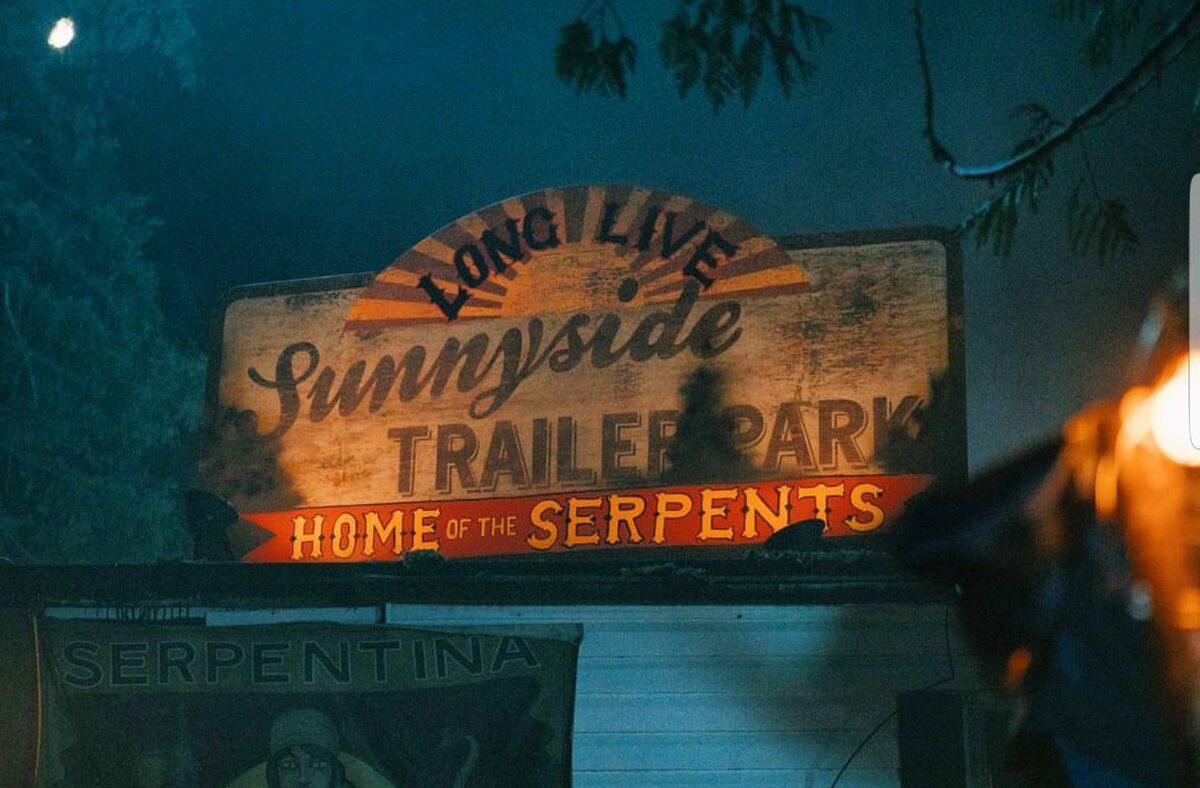 LONG LIVE
Sunnyside
TRAILER PARK
HOME OF THE SERPENTS
SERPENTINA